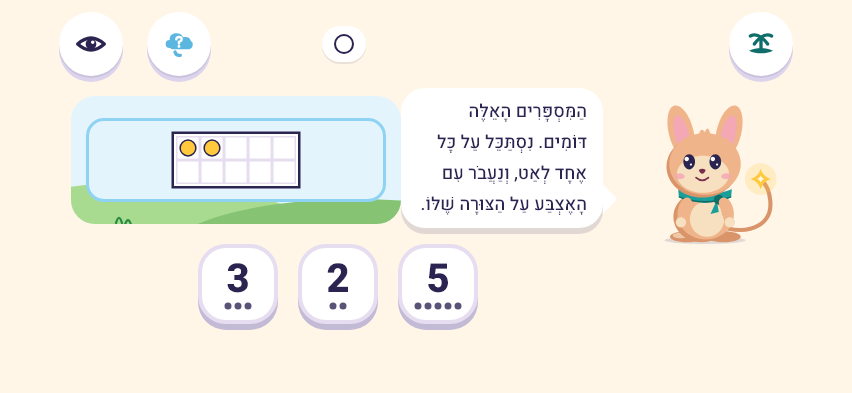 ?
הַמִּסְפָּרִים הָאֵלֶּה
דּוֹמִים. נִסְתַּכֵּל עַל כָּל
אֶחָד לְאַט, וְנַעֲבֹר עִם
הָאֶצְבַּע עַל הַצּוּרָה שֶׁלּוֹ.
3 2 5